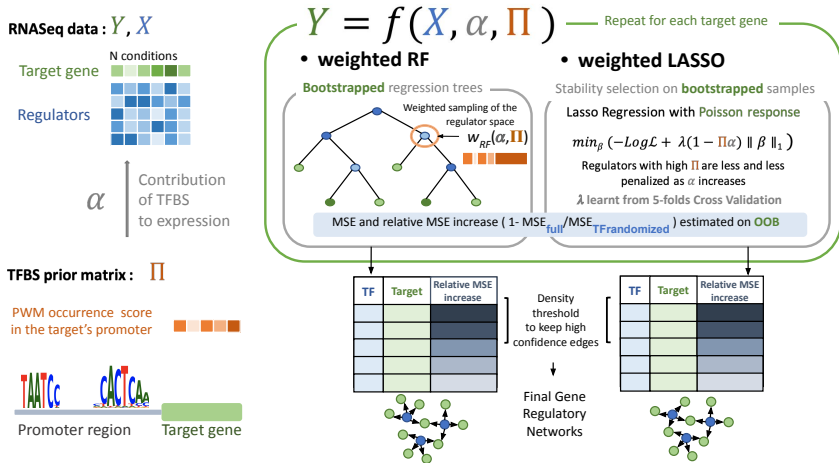 RNASeq data : Y, X
N conditions
Target gene
Regulators
α
Contribution
of TFBS
to expression
TFBS prior matrix : Π
PWM occurrence score
in the target's promoter
TAATCc
CACTCAa
Promoter region
Target gene
Y = f(X, α, Π)
Repeat for each target gene
• weighted RF
Bootstrapped regression trees
Weighted sampling of the
regulator space
w_RF(α,Π)
• weighted LASSO
Stability selection on bootstrapped samples
Lasso Regression with Poisson response
min_β (−Logℒ + λ(1 − Πα) ∥ β ∥_1)
Regulators with high Π are less and less
penalized as α increases
λ learnt from 5-folds Cross Validation
MSE and relative MSE increase ( 1- MSE_full/MSE_TFrandomized ) estimated on OOB
TF Target Relative MSE
increase
Density
threshold
to keep high
confidence edges
Final Gene
Regulatory
Networks
TF Target Relative MSE
increase